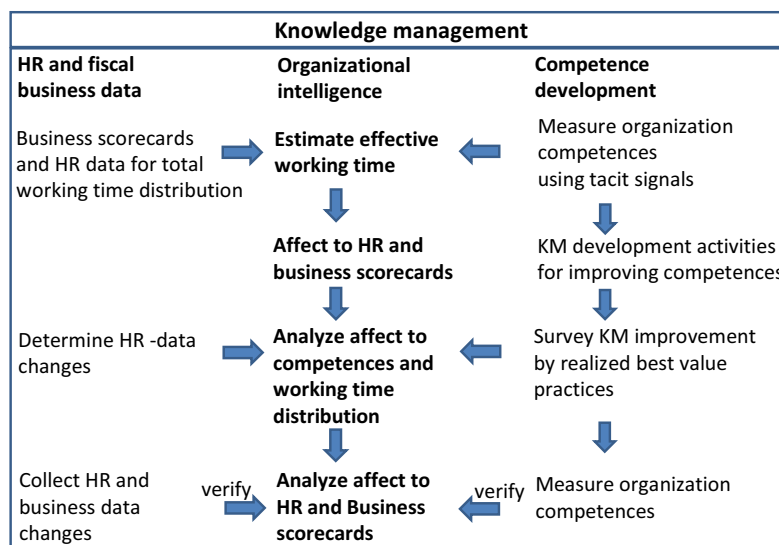 Knowledge management
HR and fiscal
business data
Organizational
intelligence
Competence
development
Business scorecards
and HR data for total
working time distribution
Estimate effective
working time
Measure organization
competences
using tacit signals
Affect to HR and
business scorecards
KM development activities
for improving competences
Determine HR -data
changes
Analyze affect to
competences and
working time
distribution
Survey KM improvement
by realized best value
practices
Collect HR and
business data
changes
verify
Analyze affect to
HR and Business
scorecards
verify
Measure organization
competences